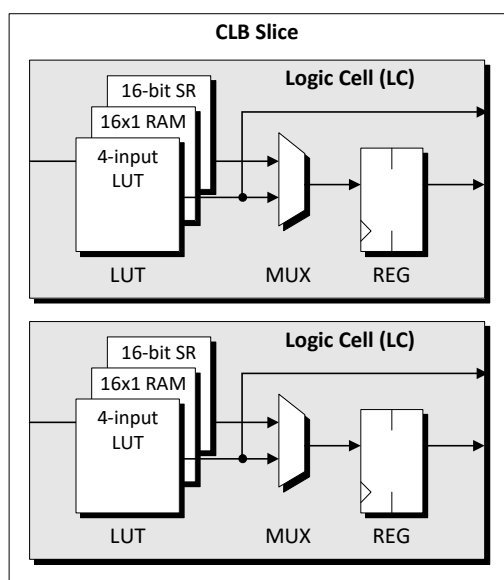 CLB Slice
Logic Cell (LC)
16-bit SR
16x1 RAM
4-input
LUT
LUT
MUX
REG
Logic Cell (LC)
16-bit SR
16x1 RAM
4-input
LUT
LUT
MUX
REG